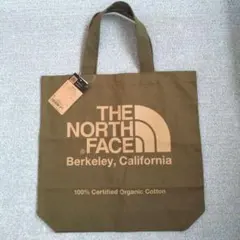 THE
NORTH
FACE
Berkeley, California
100% Certified Organic Cotton